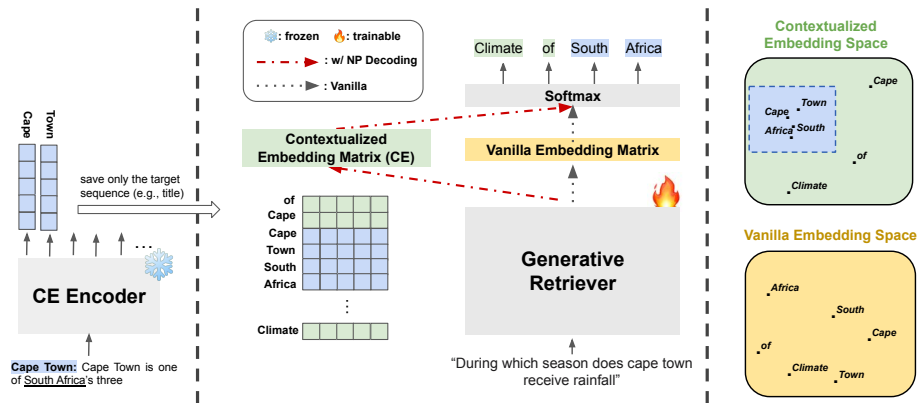 Cape
Town
save only the target
sequence (e.g., title)
...
CE Encoder
Cape Town: Cape Town is one
of South Africa's three
: frozen
: trainable
: w/ NP Decoding
: Vanilla
Climate of South Africa
Softmax
Contextualized
Embedding Matrix (CE)
Vanilla Embedding Matrix
of
Cape
Cape
Town
South
Africa
Climate
Generative
Retriever
“During which season does cape town
receive rainfall”
Contextualized
Embedding Space
Cape
Town
Cape
South
Africa
of
Climate
Vanilla Embedding Space
Africa
South
Cape
of
Climate
Town